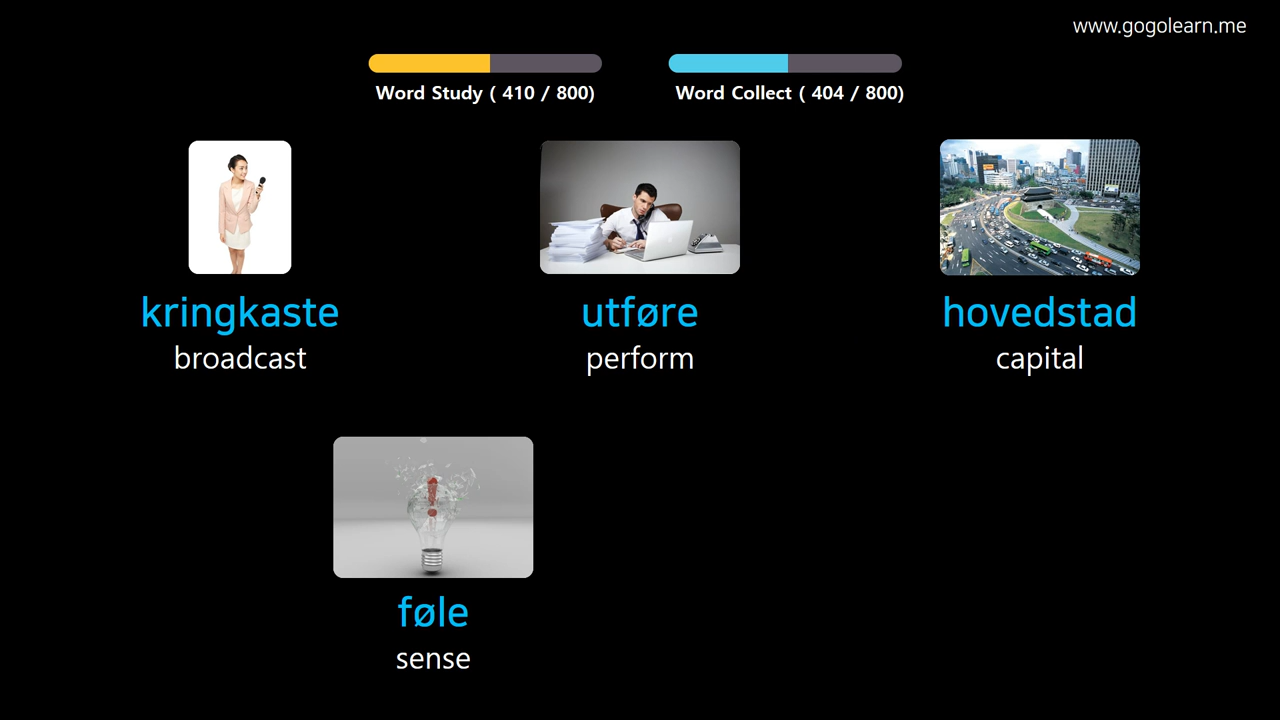 www.gogolearn.me
Word Study ( 410 / 800)
Word Collect ( 404 / 800)
kringkaste
broadcast
utføre
perform
hovedstad
capital
føle
sense